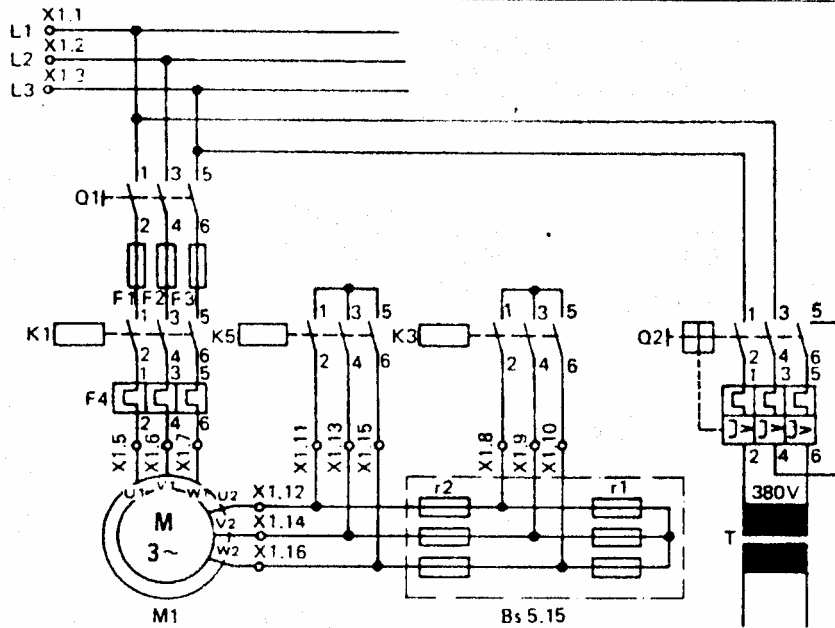 X1.1
L1
X1.2
L2
X1.3
L3
1 3 5
Q1
2 4 6
F1 F2 F3
1 3 5
K1
2 4 6
1 3 5
K5
2 4 6
1 3 5
K3
2 4 6
1 3 5
Q2
1 3 5
F4
1 3 5
2 4 6
X1.5 X1.6 X1.7
X1.11 X1.13 X1.15
X1.8 X1.9 X1.10
2 4 6
U1 V1 W1 U2
V2
W2
X1.12
X1.14
X1.16
r2 r1
380V
M
3~
T
M1
Bs 5.15